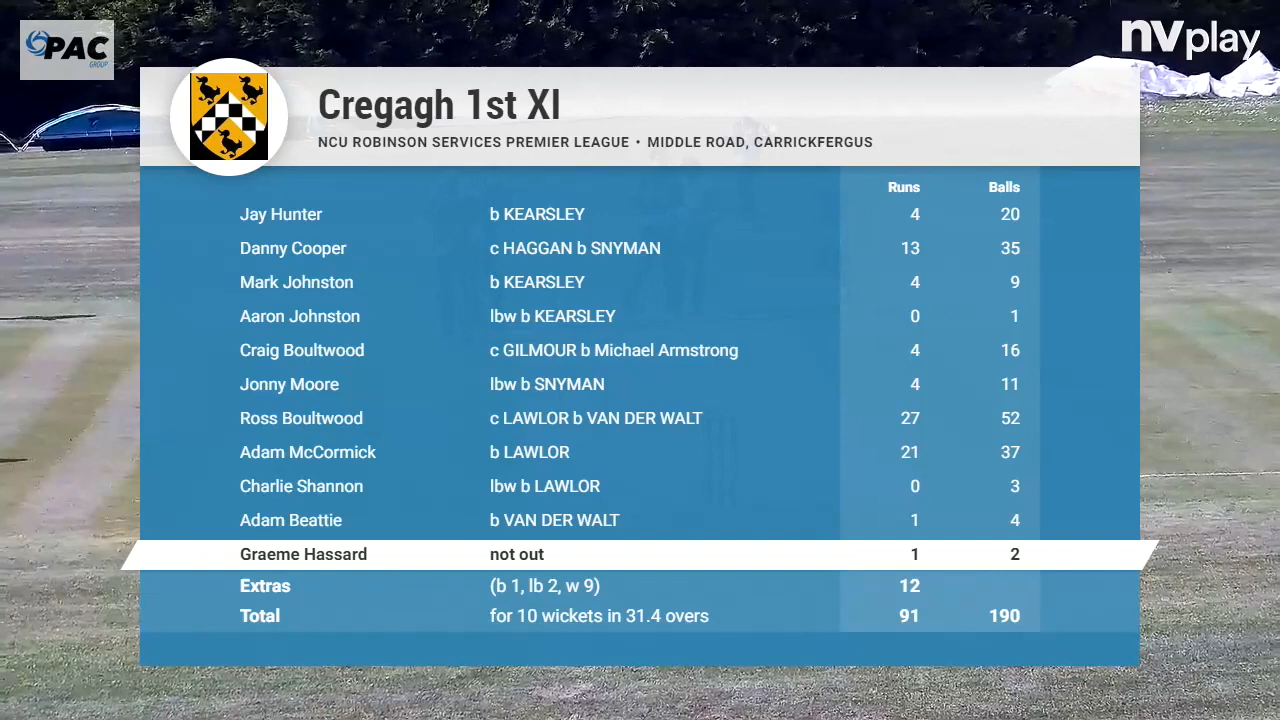 PAC
GROUP
nvplay
Cregagh 1st XI
NCU ROBINSON SERVICES PREMIER LEAGUE • MIDDLE ROAD, CARRICKFERGUS
Runs Balls
Jay Hunter b KEARSLEY 4 20
Danny Cooper c HAGGAN b SNYMAN 13 35
Mark Johnston b KEARSLEY 4 9
Aaron Johnston lbw b KEARSLEY 0 1
Craig Boultwood c GILMOUR b Michael Armstrong 4 16
Jonny Moore lbw b SNYMAN 4 11
Ross Boultwood c LAWLOR b VAN DER WALT 27 52
Adam McCormick b LAWLOR 21 37
Charlie Shannon lbw b LAWLOR 0 3
Adam Beattie b VAN DER WALT 1 4
Graeme Hassard not out 1 2
Extras (b 1, lb 2, w 9) 12
Total for 10 wickets in 31.4 overs 91 190